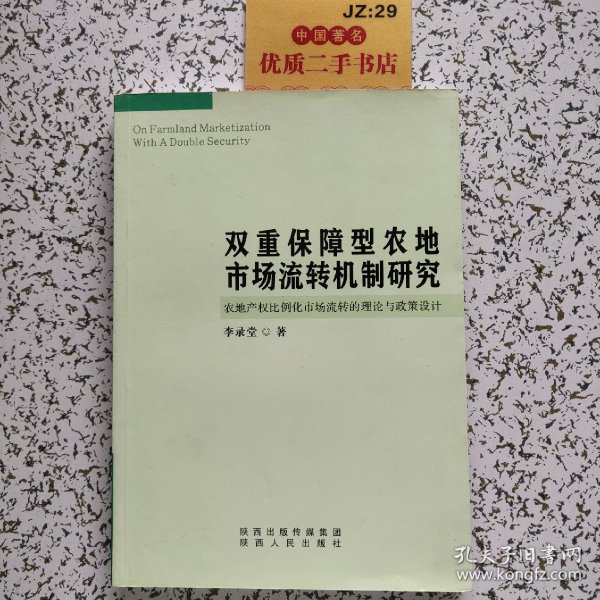 JZ:29
中国著名
优质二手书店
On Farmland Marketization
With A Double Security
双重保障型农地
市场流转机制研究
农地产权比例化市场流转的理论与政策设计
李录堂 ☺ 著
陕西出版传媒集团
陕西人民出版社
孔夫子旧书网
www.kongfz.com